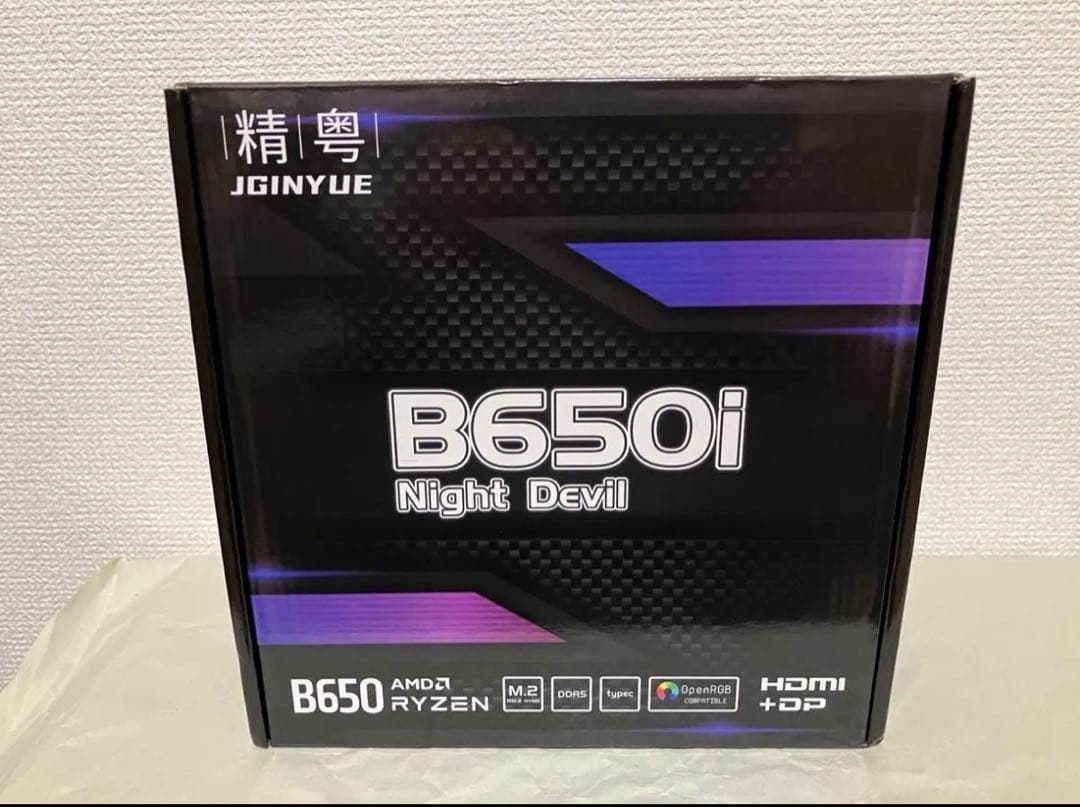 精粤
JGINYUE
B650i
Night Devil
B650 AMD RYZEN M.2 DDR5 typec OpenRGB COMPATIBLE HDMI +DP